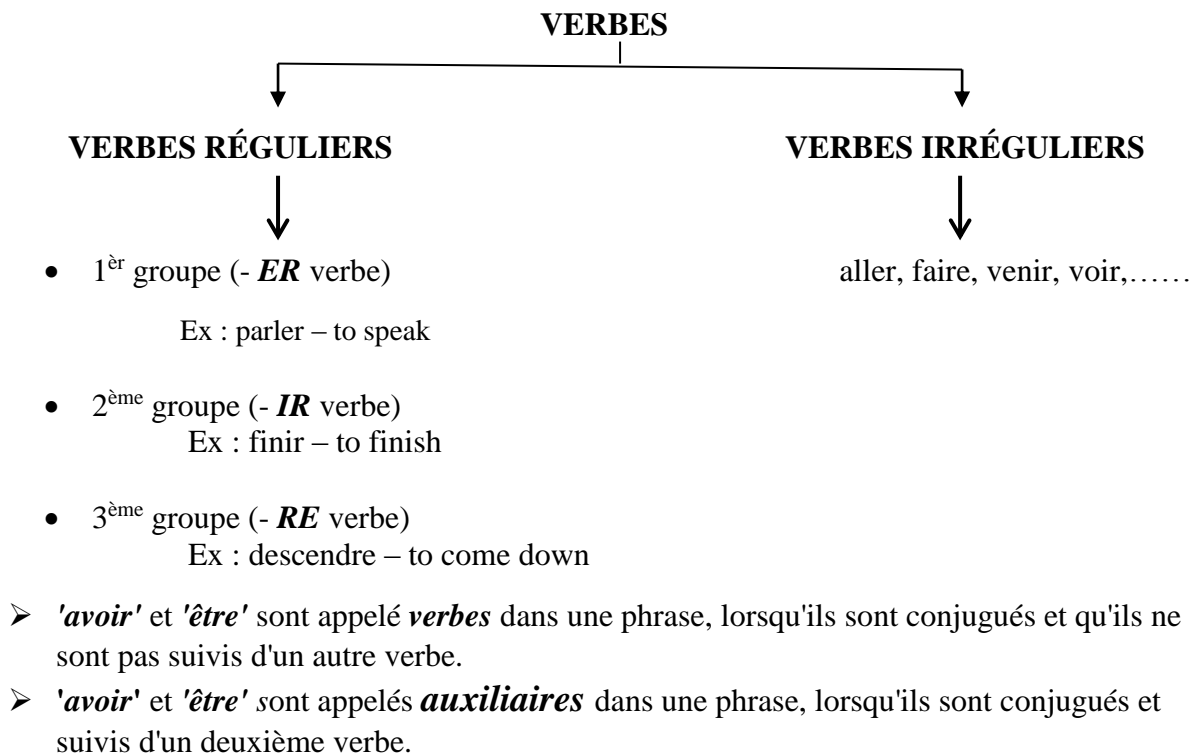 VERBES
VERBES RÉGULIERS VERBES IRRÉGULIERS
• 1èr groupe (- ER verbe) aller, faire, venir, voir,……
Ex : parler – to speak
• 2ème groupe (- IR verbe)
Ex : finir – to finish
• 3ème groupe (- RE verbe)
Ex : descendre – to come down
➢ 'avoir' et 'être' sont appelé verbes dans une phrase, lorsqu'ils sont conjugués et qu'ils ne
sont pas suivis d'un autre verbe.
➢ 'avoir' et 'être' sont appelés auxiliaires dans une phrase, lorsqu'ils sont conjugués et
suivis d'un deuxième verbe.